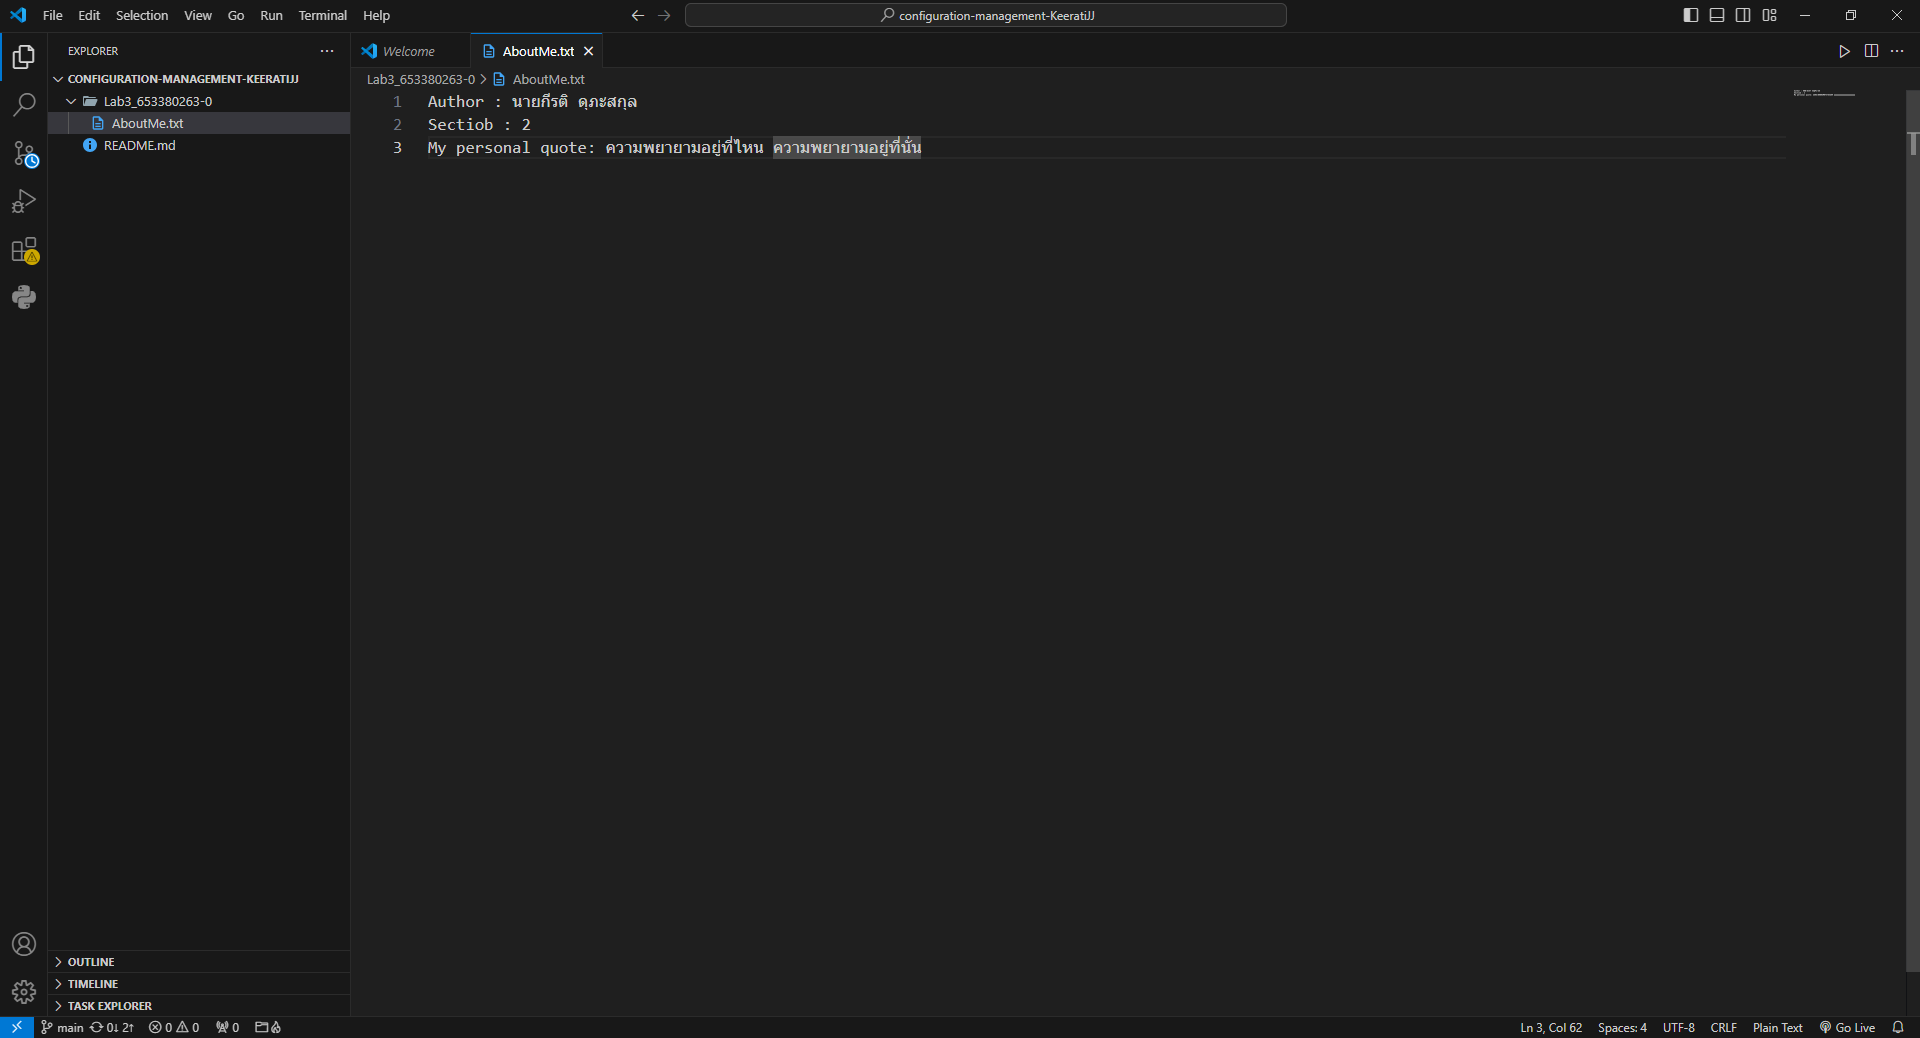 File Edit Selection View Go Run Terminal Help
configuration-management-KeeratiJJ
EXPLORER
CONFIGURATION-MANAGEMENT-KEERATIJJ
Lab3_653380263-0
AboutMe.txt
README.md
OUTLINE
TIMELINE
TASK EXPLORER
Welcome AboutMe.txt
Lab3_653380263-0 > AboutMe.txt
1 Author : นายกีรติ ดุภะสกุล
2 Sectiob : 2
3 My personal quote: ความพยายามอยู่ที่ไหน ความพยายามอยู่ที่นั่น
main 0↓ 2↑ 0 0 0 Ln 3, Col 62 Spaces: 4 UTF-8 CRLF Plain Text Go Live